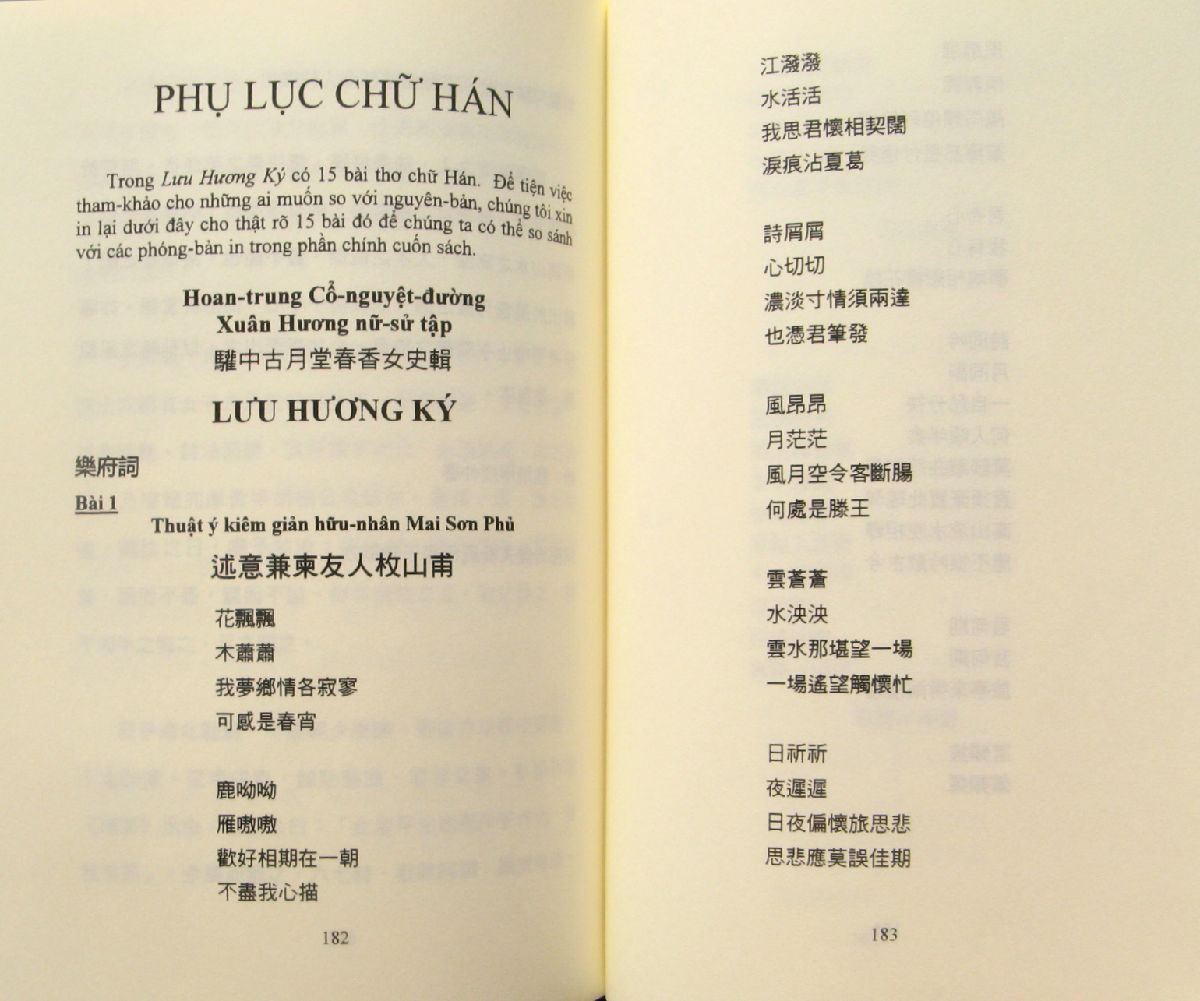 PHỤ LỤC CHỮ HÁN
Trong Lưu Hương Ký có 15 bài thơ chữ Hán. Để tiện việc
tham-khảo cho những ai muốn so với nguyên-bản, chúng tôi xin
in lại dưới đây cho thật rõ 15 bài đó để chúng ta có thể so sánh
với các phóng-bản in trong phần chính cuốn sách.
Hoan-trung Cổ-nguyệt-đường
Xuân Hương nữ-sử tập
驩中古月堂春香女史輯
LƯU HƯƠNG KÝ
樂府詞
Bài 1
Thuật ý kiêm giản hữu-nhân Mai Sơn Phủ
述意兼柬友人枚山甫
花飄飄
木蕭蕭
我夢鄉情各寂寥
可感是春宵
鹿呦呦
雁嗷嗷
歡好相期在一朝
不盡我心描
182
江潑潑
水活活
我思君懷相契闊
淚痕沾夏葛
詩屑屑
心切切
濃淡寸情須兩達
也憑君筆發
風昂昂
月茫茫
風月空令客斷腸
何處是滕王
雲蒼蒼
水泱泱
雲水那堪望一場
一場遙望觸懷忙
日祈祈
夜遲遲
日夜偏懷旅思悲
思悲應莫誤佳期
183